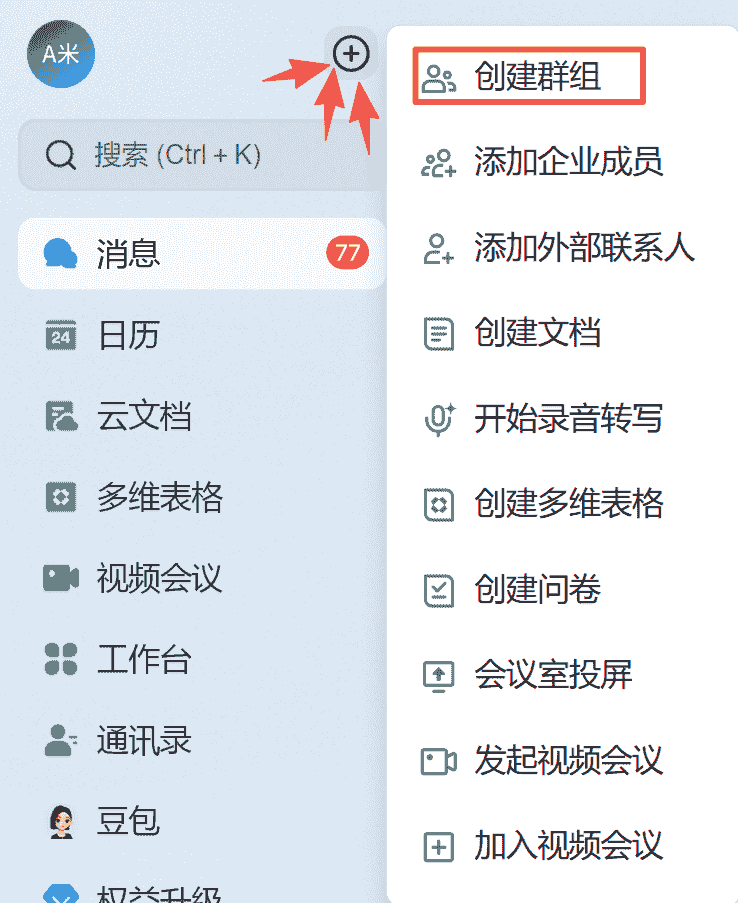 A米
搜索 (Ctrl + K)
消息
77
24
日历
云文档
多维表格
视频会议
工作台
通讯录
豆包
权益升级
创建群组
添加企业成员
添加外部联系人
创建文档
开始录音转写
创建多维表格
创建问卷
会议室投屏
发起视频会议
加入视频会议